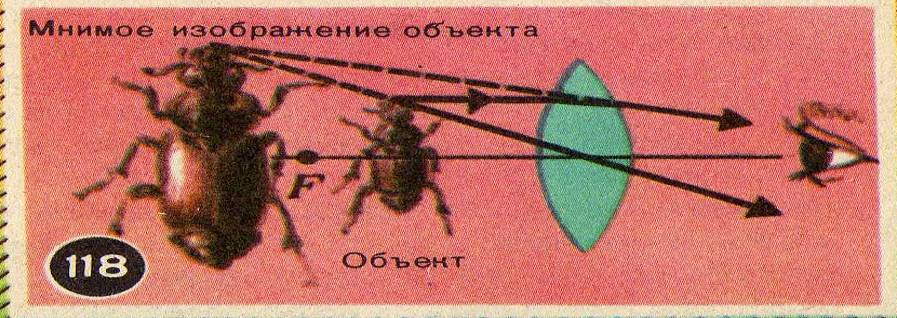 Мнимое изображение объекта
F
Объект
118